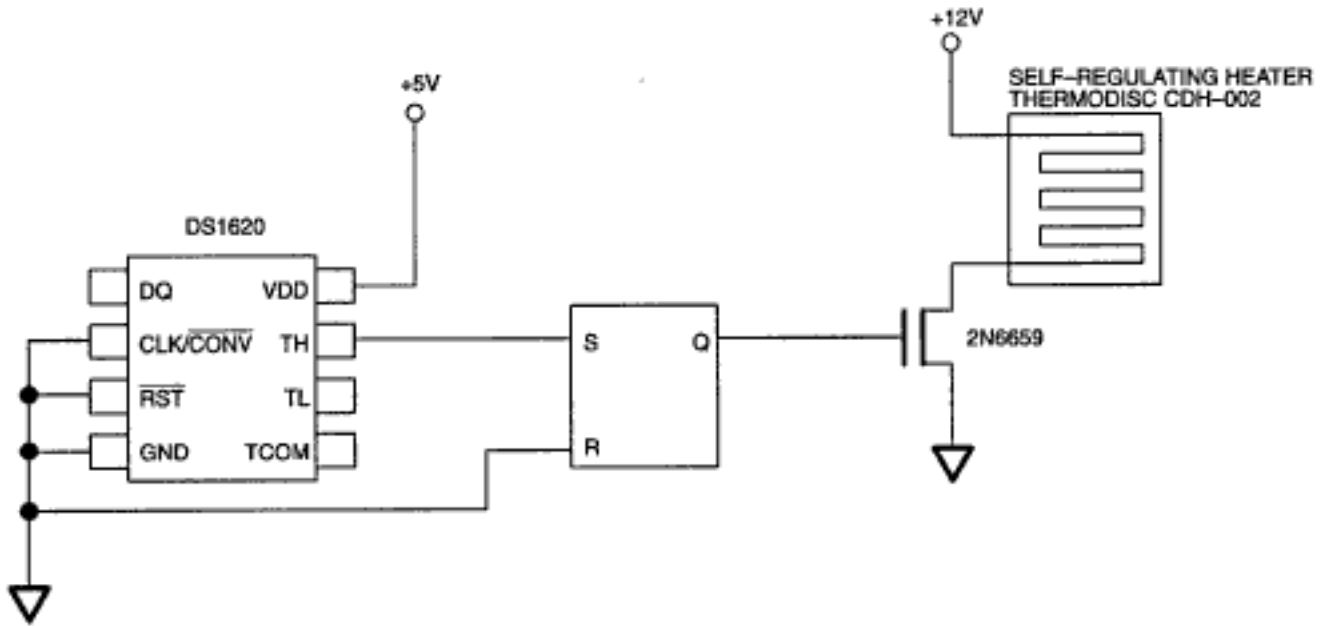 +12V
SELF-REGULATING HEATER
THERMODISC CDH-002
+5V
DS1620
DQ VDD
CLK/CONV TH
RST TL
GND TCOM
S Q
R
2N6659